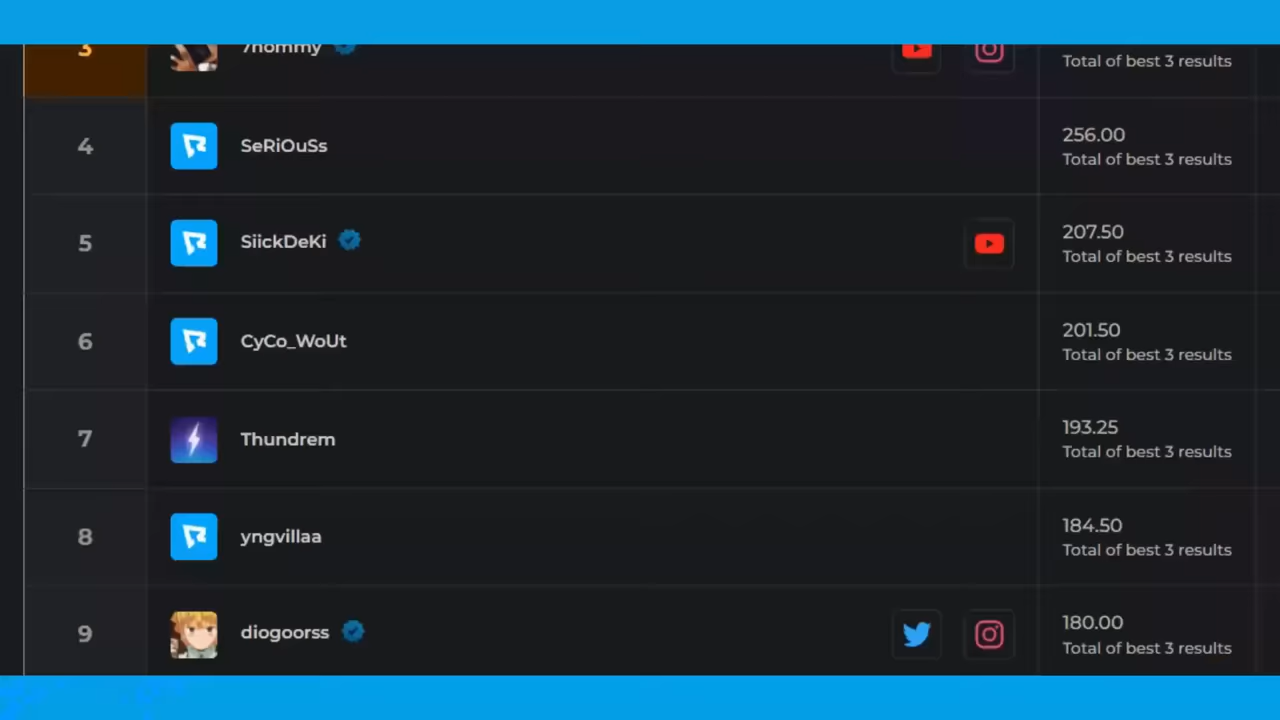 3
7hommy
Total of best 3 results
4
SeRiOuSs
256.00
Total of best 3 results
5
SiickDeKi
207.50
Total of best 3 results
6
CyCo_WoUt
201.50
Total of best 3 results
7
Thundrem
193.25
Total of best 3 results
8
yngvillaa
184.50
Total of best 3 results
9
diogoorss
180.00
Total of best 3 results